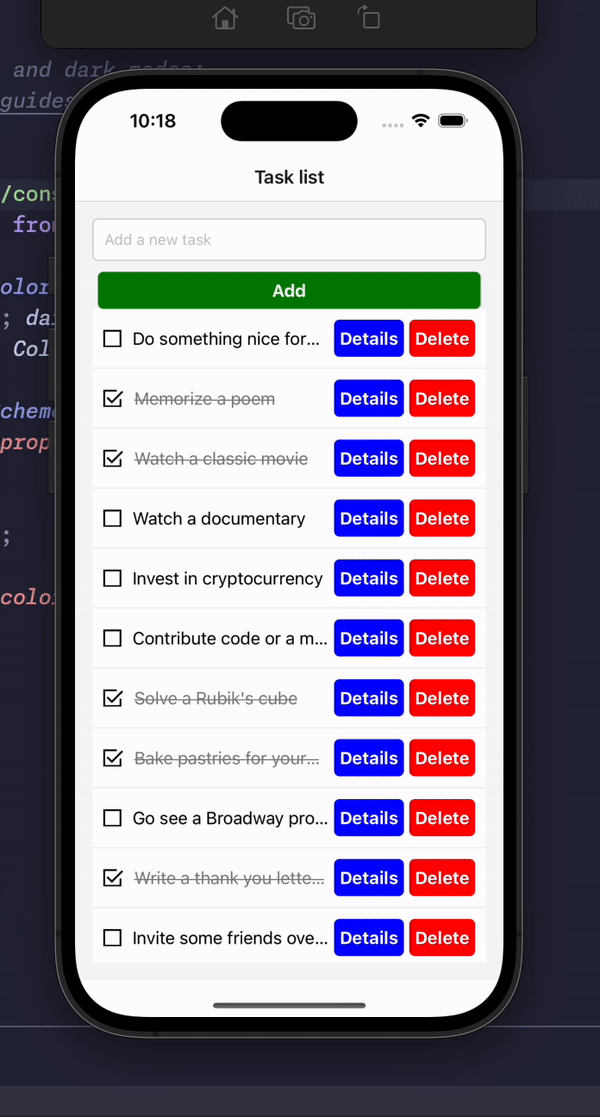 and dark modes;
guides
10:18
Task list
/cons
from
Add a new task
Add
olor
; da
Col
Do something nice for... Details Delete
Memorize a poem Details Delete
cheme
prop
Watch a classic movie Details Delete
Watch a documentary Details Delete
;
Invest in cryptocurrency Details Delete
colo
Contribute code or a m... Details Delete
Solve a Rubik's cube Details Delete
Bake pastries for your... Details Delete
Go see a Broadway pro... Details Delete
Write a thank you lette... Details Delete
Invite some friends ove... Details Delete